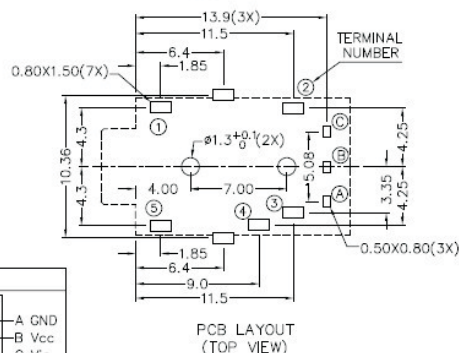 13.9(3X)
11.5
6.4
1.85
TERMINAL
NUMBER
0.80X1.50(7X)
2
1
C
B
A
ø1.3 +0.1 0 (2X)
10.36
4.3
4.3
4.00
7.00
5.08
3.35
4.25
4.25
5
4
3
0.50X0.80(3X)
1.85
6.4
9.0
11.5
A GND
B Vcc
PCB LAYOUT
(TOP VIEW)